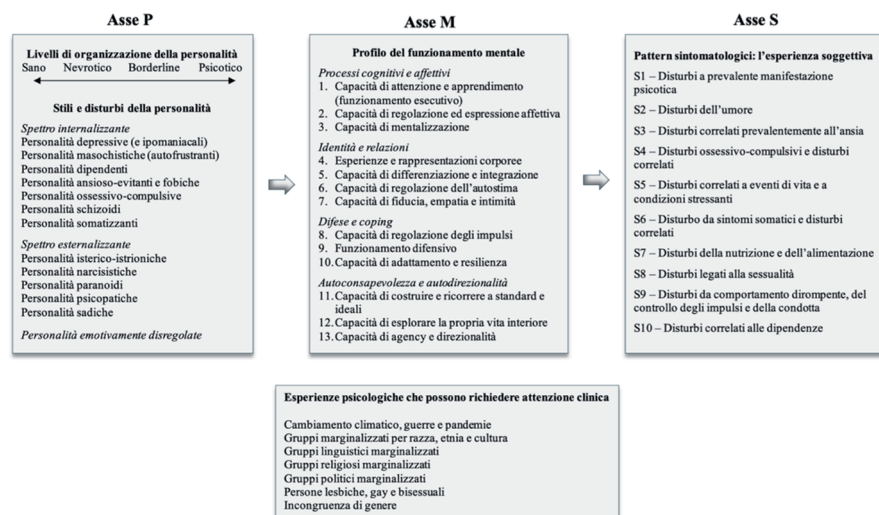 Asse P
Livelli di organizzazione della personalità
Sano Nevrotico Borderline Psicotico
Stili e disturbi della personalità
Spettro internalizzante
Personalità depressive (e ipomaniacali)
Personalità masochistiche (autofrustranti)
Personalità dipendenti
Personalità ansioso-evitanti e fobiche
Personalità ossessivo-compulsive
Personalità schizoidi
Personalità somatizzanti
Spettro esternalizzante
Personalità isterico-istrioniche
Personalità narcisistiche
Personalità paranoidi
Personalità psicopatiche
Personalità sadiche
Personalità emotivamente disregolate
Asse M
Profilo del funzionamento mentale
Processi cognitivi e affettivi
1. Capacità di attenzione e apprendimento
(funzionamento esecutivo)
2. Capacità di regolazione ed espressione affettiva
3. Capacità di mentalizzazione
Identità e relazioni
4. Esperienze e rappresentazioni corporee
5. Capacità di differenziazione e integrazione
6. Capacità di regolazione dell'autostima
7. Capacità di fiducia, empatia e intimità
Difese e coping
8. Capacità di regolazione degli impulsi
9. Funzionamento difensivo
10. Capacità di adattamento e resilienza
Autoconsapevolezza e autodirezionalità
11. Capacità di costruire e ricorrere a standard e
ideali
12. Capacità di esplorare la propria vita interiore
13. Capacità di agency e direzionalità
Asse S
Pattern sintomatologici: l'esperienza soggettiva
S1 – Disturbi a prevalente manifestazione
psicotica
S2 – Disturbi dell'umore
S3 – Disturbi correlati prevalentemente all'ansia
S4 – Disturbi ossessivo-compulsivi e disturbi
correlati
S5 – Disturbi correlati a eventi di vita e a
condizioni stressanti
S6 – Disturbo da sintomi somatici e disturbi
correlati
S7 – Disturbi della nutrizione e dell'alimentazione
S8 – Disturbi legati alla sessualità
S9 – Disturbi da comportamento dirompente, del
controllo degli impulsi e della condotta
S10 – Disturbi correlati alle dipendenze
Esperienze psicologiche che possono richiedere attenzione clinica
Cambiamento climatico, guerre e pandemie
Gruppi marginalizzati per razza, etnia e cultura
Gruppi linguistici marginalizzati
Gruppi religiosi marginalizzati
Gruppi politici marginalizzati
Persone lesbiche, gay e bisessuali
Incongruenza di genere